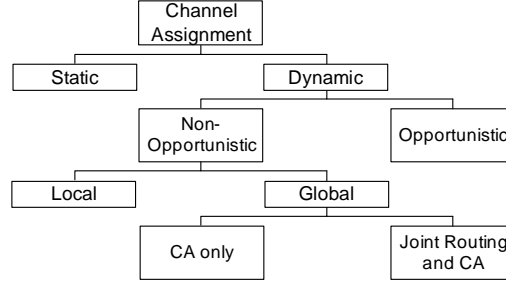 Channel
Assignment
Static
Dynamic
Non-
Opportunistic
Opportunistic
Local
Global
CA only
Joint Routing
and CA